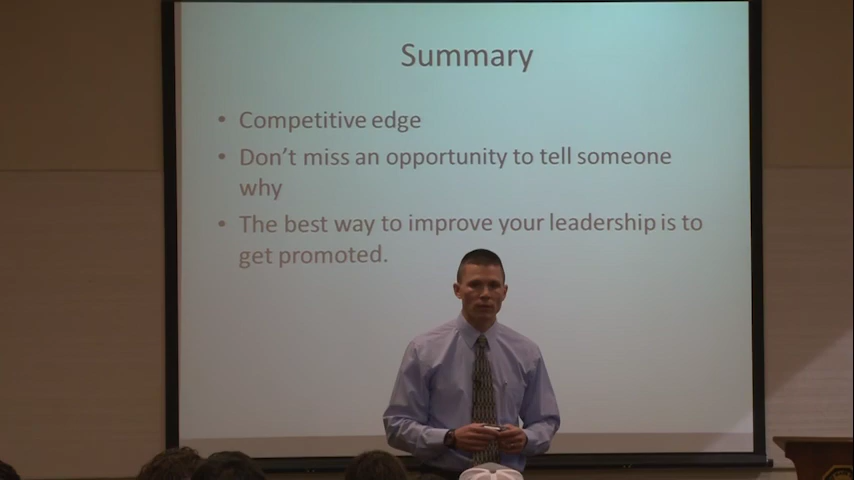 Summary
• Competitive edge
• Don't miss an opportunity to tell someone
why
• The best way to improve your leadership is to
get promoted.